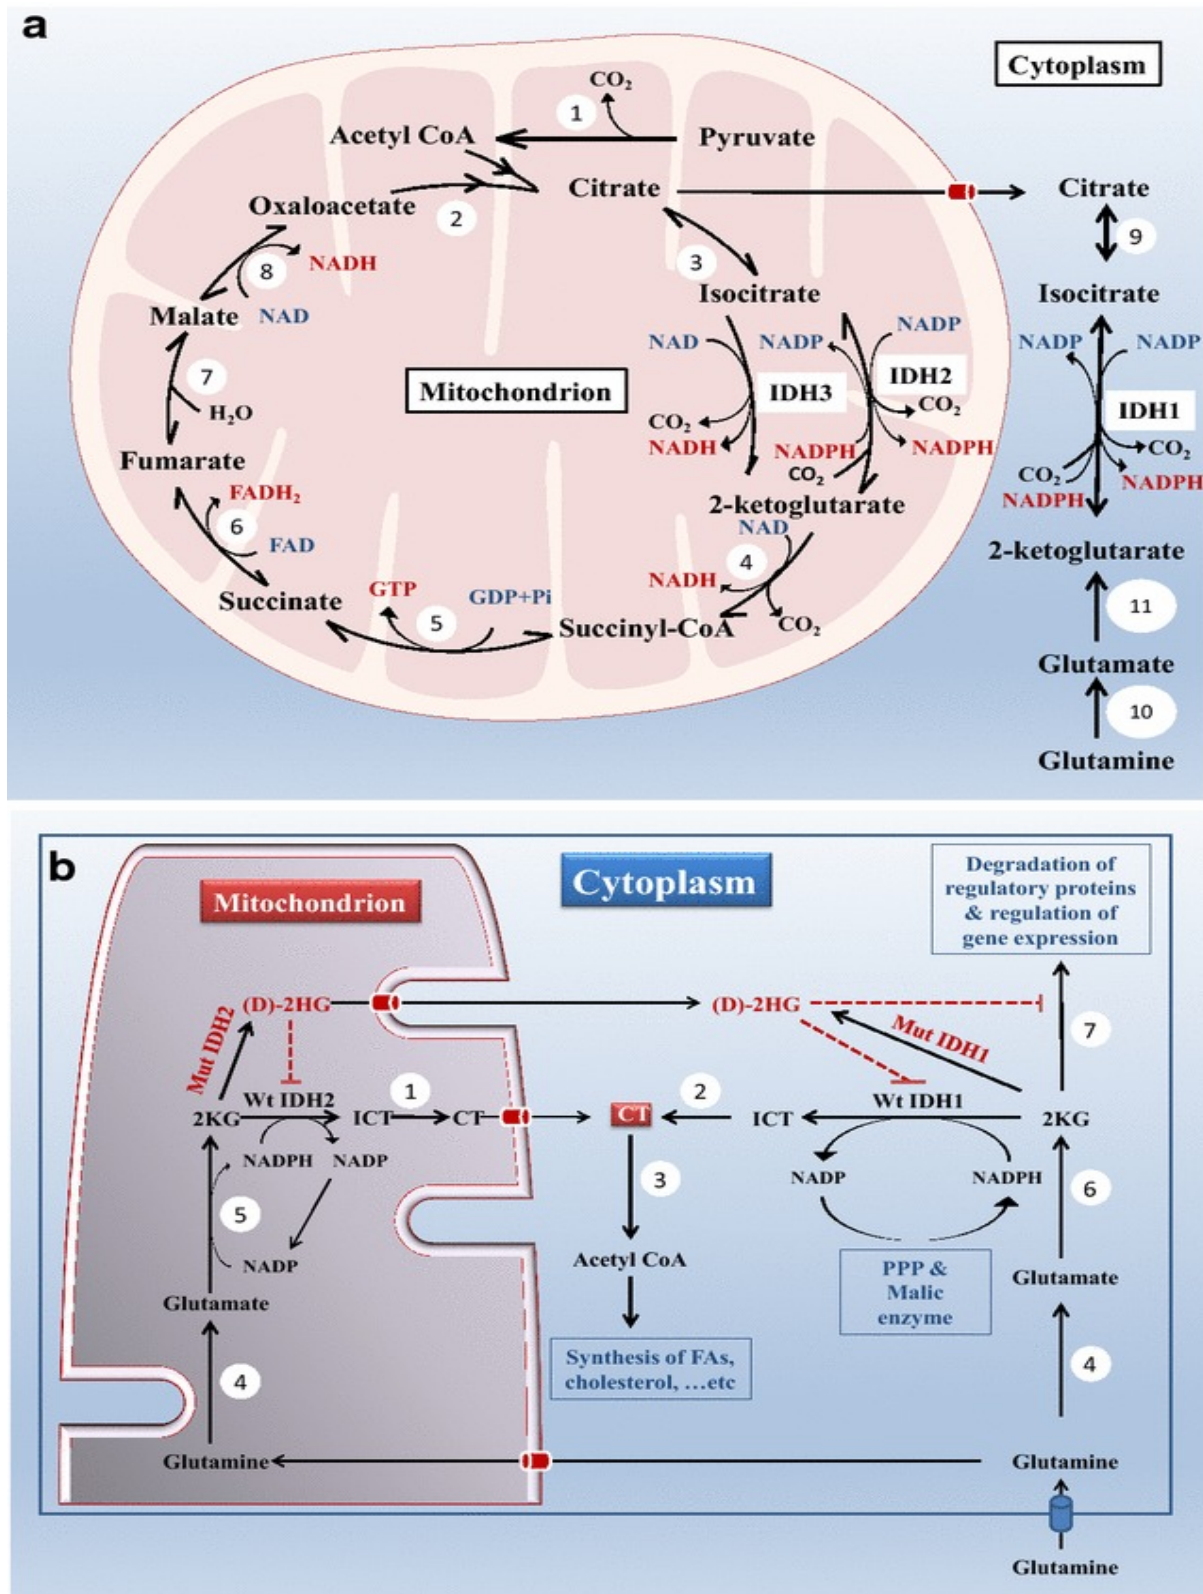 a
Cytoplasm
CO₂
1
Acetyl CoA
Pyruvate
Oxaloacetate
2
Citrate
Citrate
9
8
NADH
3
Malate
NAD
Isocitrate
Isocitrate
NAD
NADP
NADP
NADP
NADP
7
H₂O
Mitochondrion
IDH3
IDH2
IDH1
CO₂
CO₂
CO₂
NADH
NADPH
NADPH
CO₂
CO₂
NADPH
NADPH
Fumarate
FADH₂
6
FAD
2-ketoglutarate
NAD
4
NADH
CO₂
2-ketoglutarate
Succinate
GTP
5
GDP+Pi
Succinyl-CoA
11
Glutamate
10
Glutamine
b
Mitochondrion
Cytoplasm
Degradation of
regulatory proteins
& regulation of
gene expression
(D)-2HG
(D)-2HG
Mut IDH2
Mut IDH1
7
Wt IDH2
1
2
Wt IDH1
2KG
ICT
CT
CT
ICT
2KG
NADPH
NADP
3
NADP
NADPH
6
5
NADP
Acetyl CoA
PPP &
Malic
enzyme
Glutamate
Glutamate
Synthesis of FAs,
cholesterol, ...etc
4
4
Glutamine
Glutamine
Glutamine